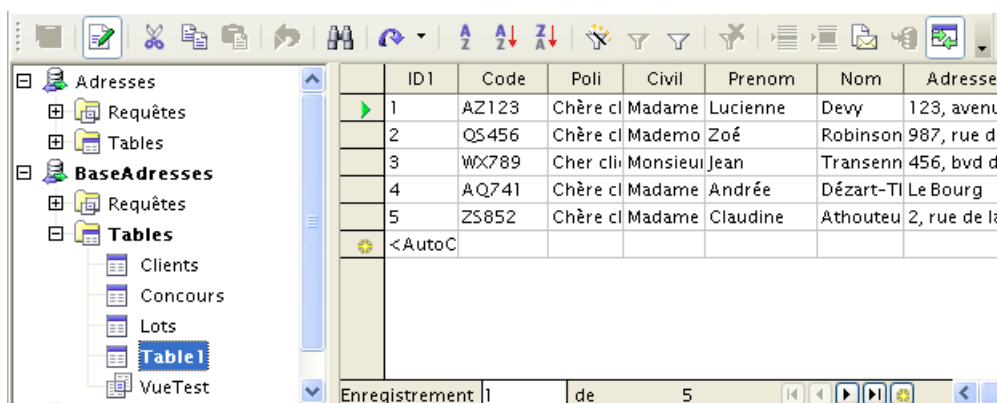 Adresses
Requêtes
Tables
BaseAdresses
Requêtes
Tables
Clients
Concours
Lots
Table1
VueTest
ID1 Code Poli Civil Prenom Nom Adresse
1 AZ123 Chère cl Madame Lucienne Devy 123, avenu
2 QS456 Chère cl Mademo Zoé Robinson 987, rue d
3 WX789 Cher clie Monsieur Jean Transenn 456, bvd d
4 AQ741 Chère cl Madame Andrée Dézart-Tl Le Bourg
5 ZS852 Chère cl Madame Claudine Athouteu 2, rue de la
<AutoC
Enregistrement 1 de 5